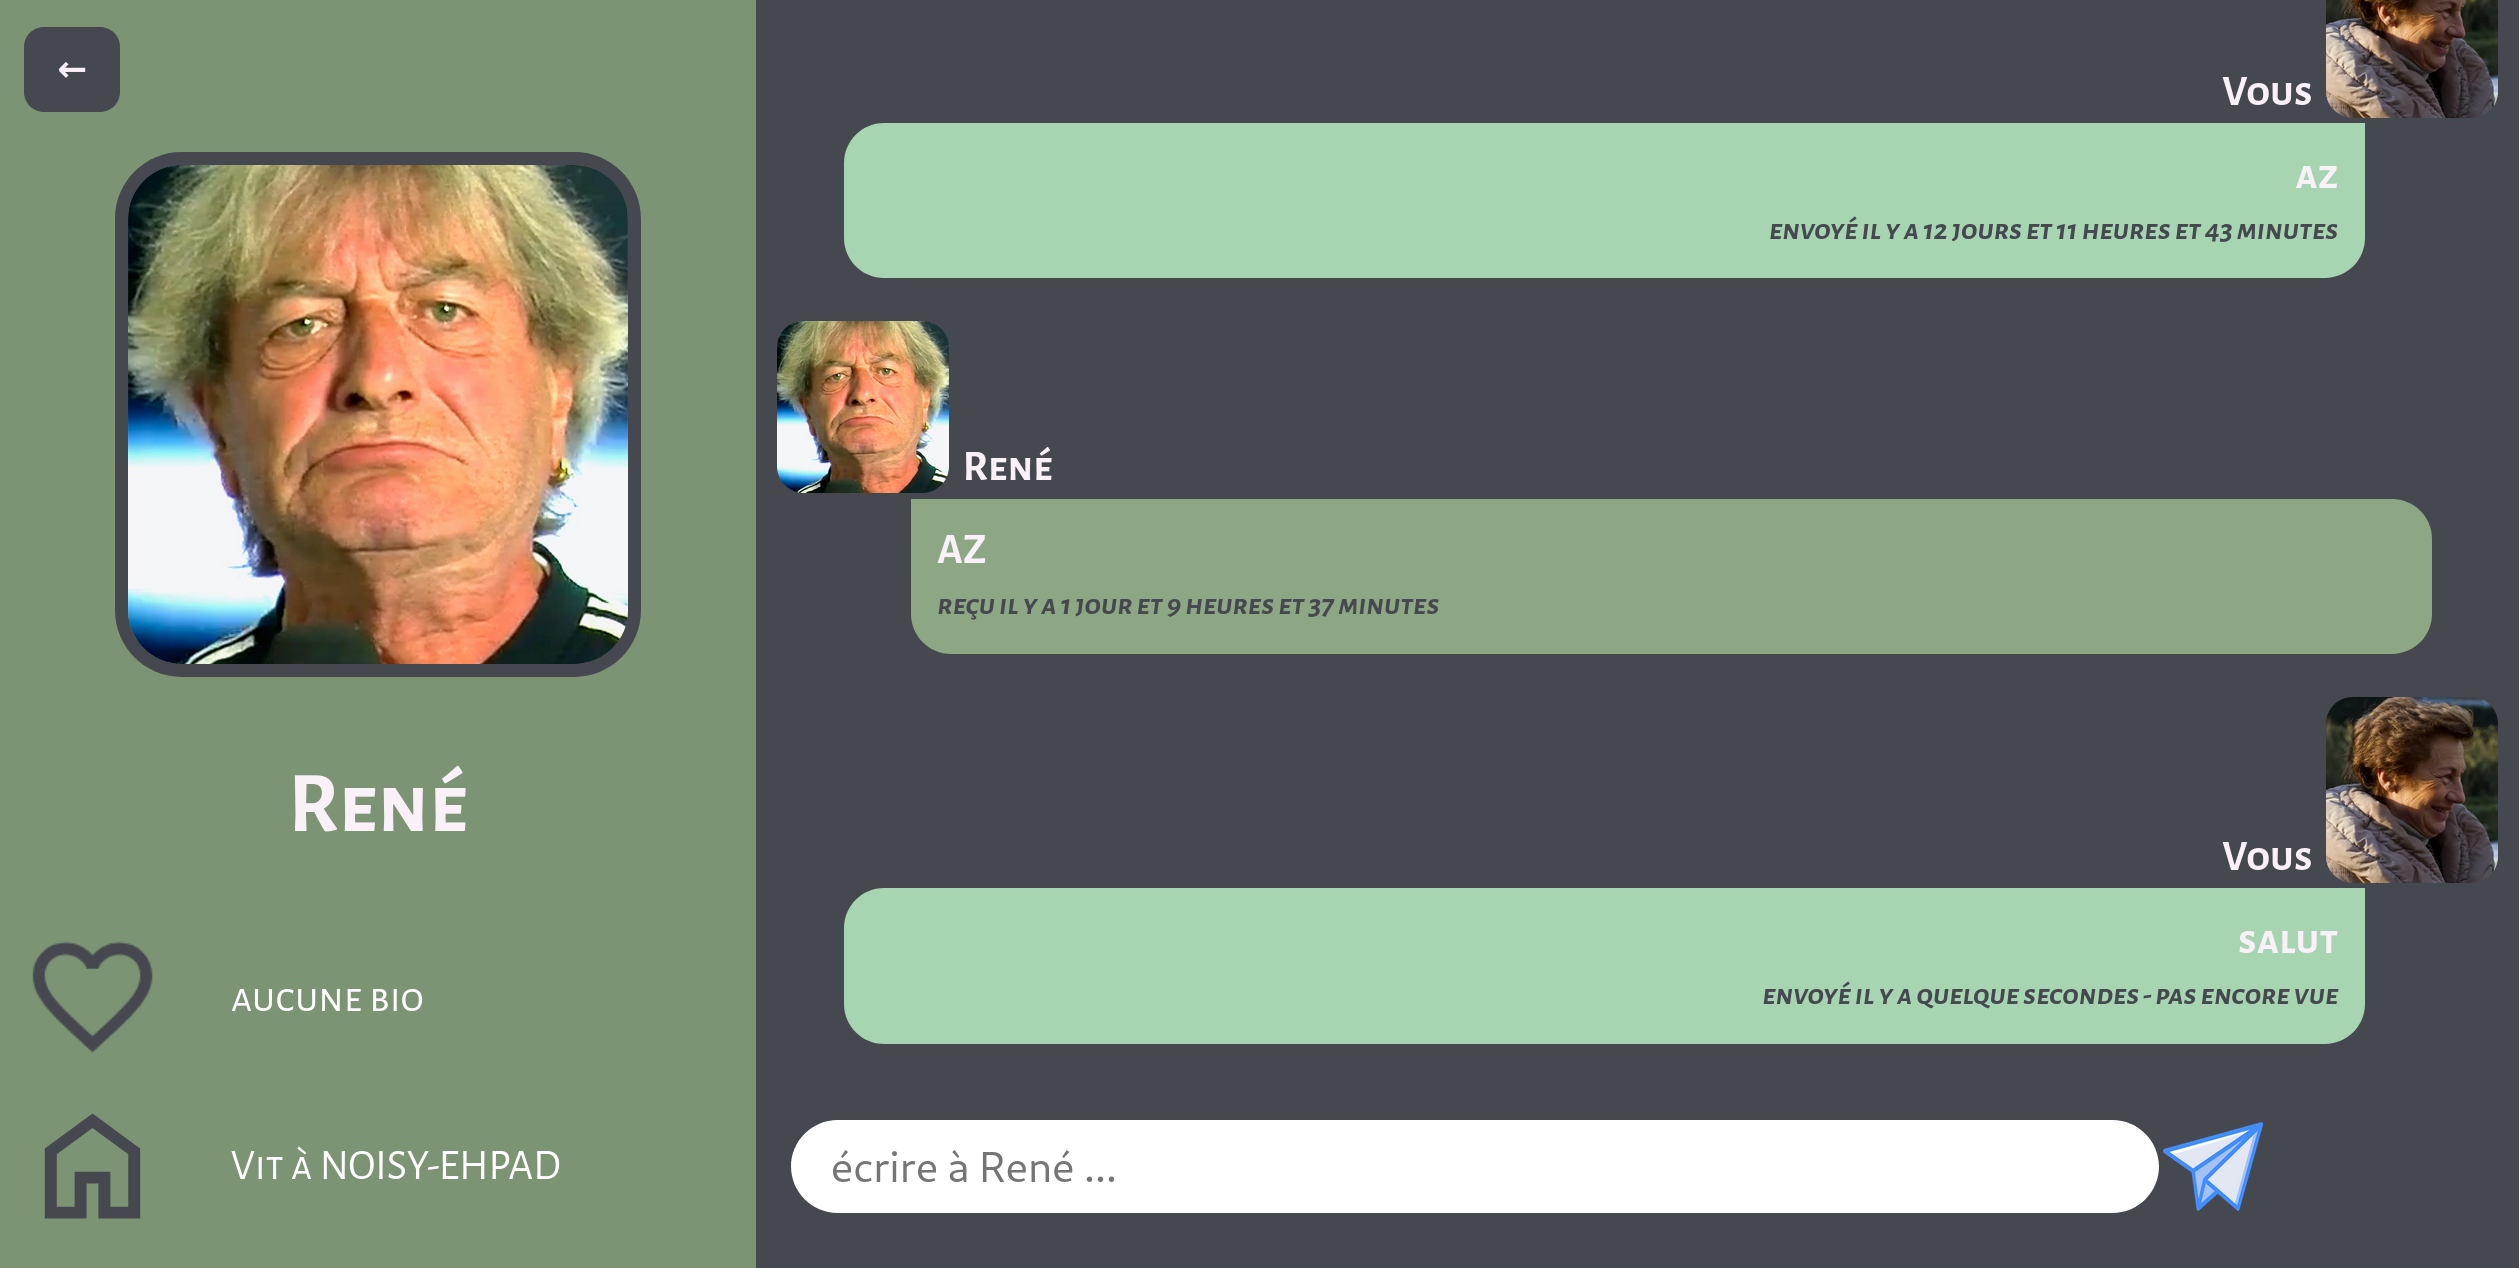 ←
René
AUCUNE BIO
Vit à NOISY-EHPAD
Vous
AZ
ENVOYÉ IL Y A 12 JOURS ET 11 HEURES ET 43 MINUTES
René
AZ
REÇU IL Y A 1 JOUR ET 9 HEURES ET 37 MINUTES
Vous
SALUT
ENVOYÉ IL Y A QUELQUE SECONDES - PAS ENCORE VUE
écrire à René ...